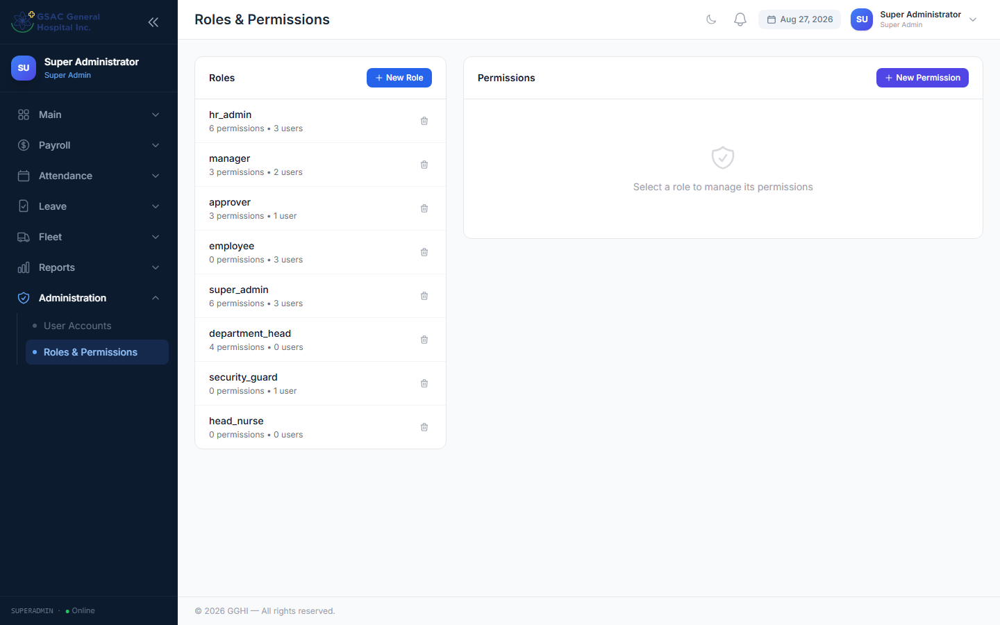 GSAC General
Hospital Inc.
SU
Super Administrator
Super Admin
Main
Payroll
Attendance
Leave
Fleet
Reports
Administration
User Accounts
Roles & Permissions
SUPERADMIN · Online
Roles & Permissions
Aug 27, 2026
SU
Super Administrator
Super Admin
Roles
+ New Role
hr_admin
6 permissions • 3 users
manager
3 permissions • 2 users
approver
3 permissions • 1 user
employee
0 permissions • 3 users
super_admin
6 permissions • 3 users
department_head
4 permissions • 0 users
security_guard
0 permissions • 1 user
head_nurse
0 permissions • 0 users
Permissions
+ New Permission
Select a role to manage its permissions
© 2026 GGHI — All rights reserved.